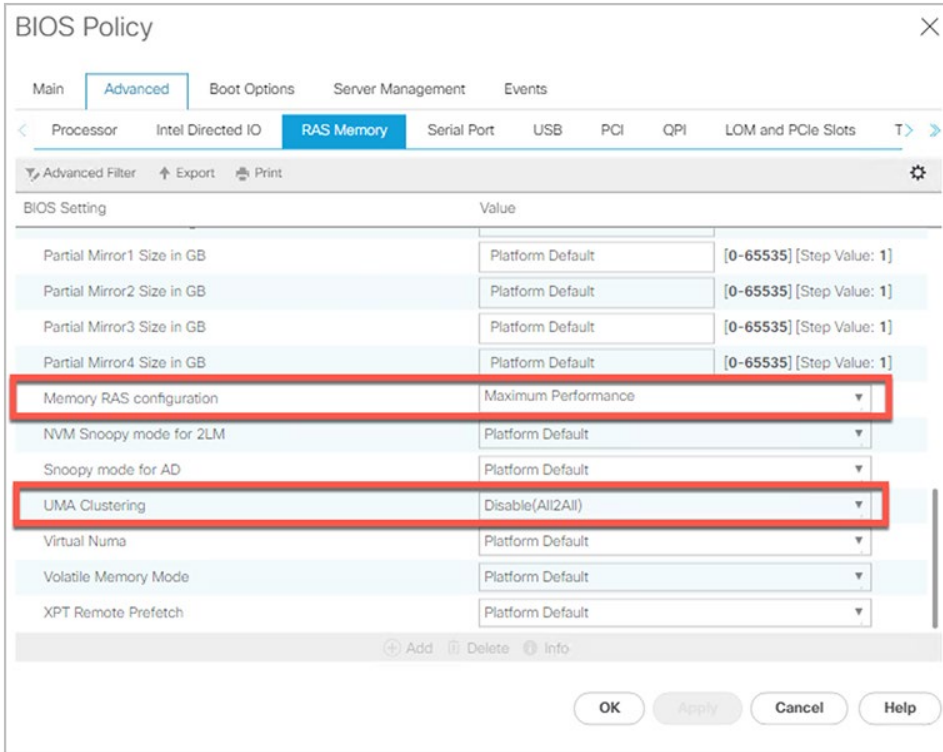 BIOS Policy
Main Advanced Boot Options Server Management Events
Processor Intel Directed IO RAS Memory Serial Port USB PCI QPI LOM and PCIe Slots T
Advanced Filter Export Print
BIOS Setting Value
Partial Mirror1 Size in GB Platform Default [0-65535] [Step Value: 1]
Partial Mirror2 Size in GB Platform Default [0-65535] [Step Value: 1]
Partial Mirror3 Size in GB Platform Default [0-65535] [Step Value: 1]
Partial Mirror4 Size in GB Platform Default [0-65535] [Step Value: 1]
Memory RAS configuration Maximum Performance
NVM Snoopy mode for 2LM Platform Default
Snoopy mode for AD Platform Default
UMA Clustering Disable(All2All)
Virtual Numa Platform Default
Volatile Memory Mode Platform Default
XPT Remote Prefetch Platform Default
Add Delete Info
OK Apply Cancel Help